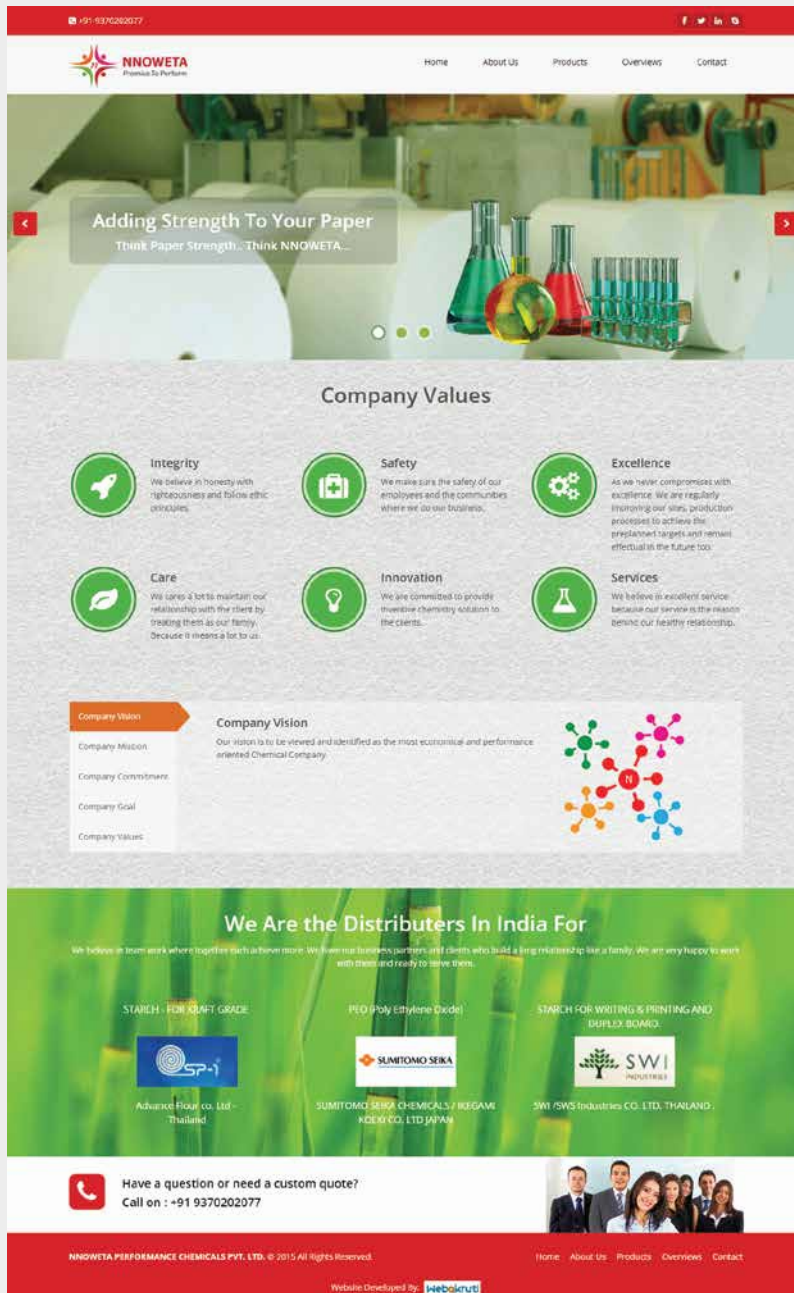 +91-9370202077
NNOWETA
Promise To Perform
Home About Us Products Overviews Contact
Adding Strength To Your Paper
Think Paper Strength.. Think NNOWETA...
Company Values
Integrity
We believe in honesty with
righteousness and follow ethic
principles.
Safety
We make sure the safety of our
employees and the communities
where we do our business.
Excellence
As we never compromises with
excellence. We are regularly
improving our sites, production
processes to achieve the
preplanned targets and remain
effectual in the future too.
Care
We cares a lot to maintain our
relationship with the client by
treating them as our family.
Because it means a lot to us.
Innovation
We are committed to provide
inventive chemistry solution to
the clients.
Services
We believe in excellent service
because our service is the reason
behind our healthy relationship.
Company Vision
Company Mission
Company Commitment
Company Goal
Company Values
Company Vision
Our vision is to be viewed and identified as the most economical and performance
oriented Chemical Company.
N
We Are the Distributers In India For
We believe in team work where together each achieve more. We have our business partners and clients who build a long relationship like a family. We are very happy to work
with them and ready to serve them.
STARCH - FOR KRAFT GRADE
SP-1
Advance Flour co. Ltd -
Thailand
PEO (Poly Ethylene Oxide)
SUMITOMO SEIKA
SUMITOMO SEIKA CHEMICALS / IKEGAMI
KOEKI CO. LTD JAPAN
STARCH FOR WRITING & PRINTING AND
DUPLEX BOARD.
SWI
INDUSTRIES
SWI /SWS Industries CO. LTD. THAILAND .
Have a question or need a custom quote?
Call on : +91 9370202077
NNOWETA PERFORMANCE CHEMICALS PVT. LTD. © 2015 All Rights Reserved.
Home About Us Products Overviews Contact
Website Developed By: Webakruti